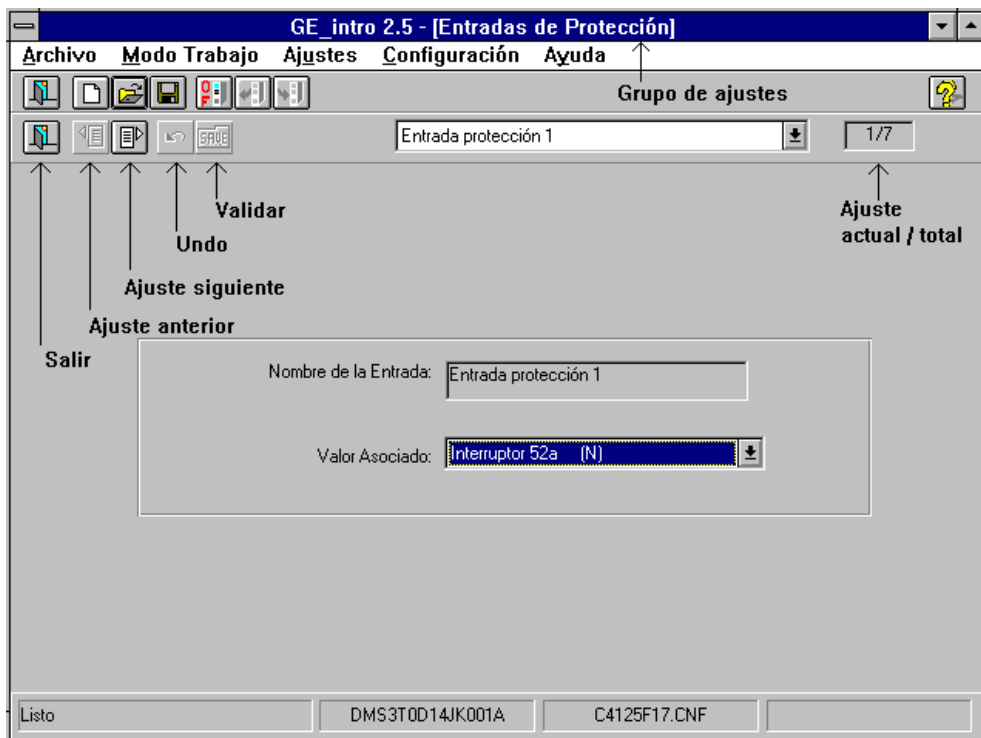 GE_intro 2.5 - [Entradas de Protección]
Archivo Modo Trabajo Ajustes Configuración Ayuda
Grupo de ajustes
SAVE Entrada protección 1 1/7
Validar
Undo
Ajuste siguiente
Ajuste anterior
Salir
Ajuste
actual / total
Nombre de la Entrada: Entrada protección 1
Valor Asociado: Interruptor 52a (N)
Listo DMS3T0D14JK001A C4125F17.CNF